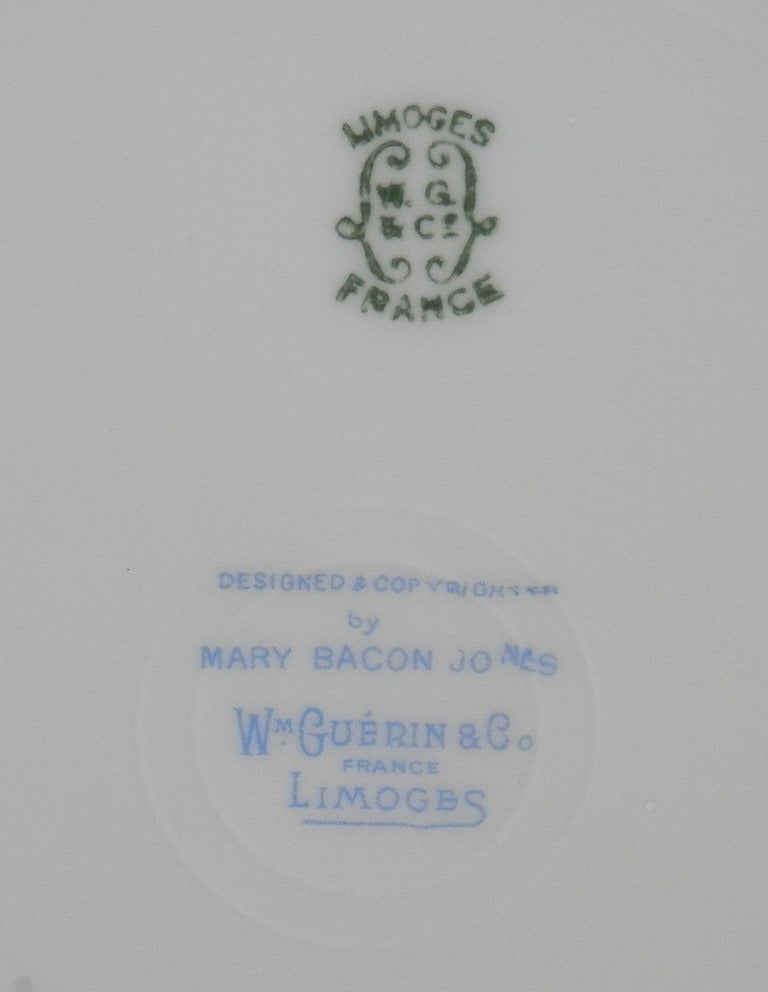 LIMOGES
W. G.
& Co
FRANCE
DESIGNED & COPYRIGHTED
by
MARY BACON JONES
WM. GUÉRIN & Co
FRANCE
LIMOGES